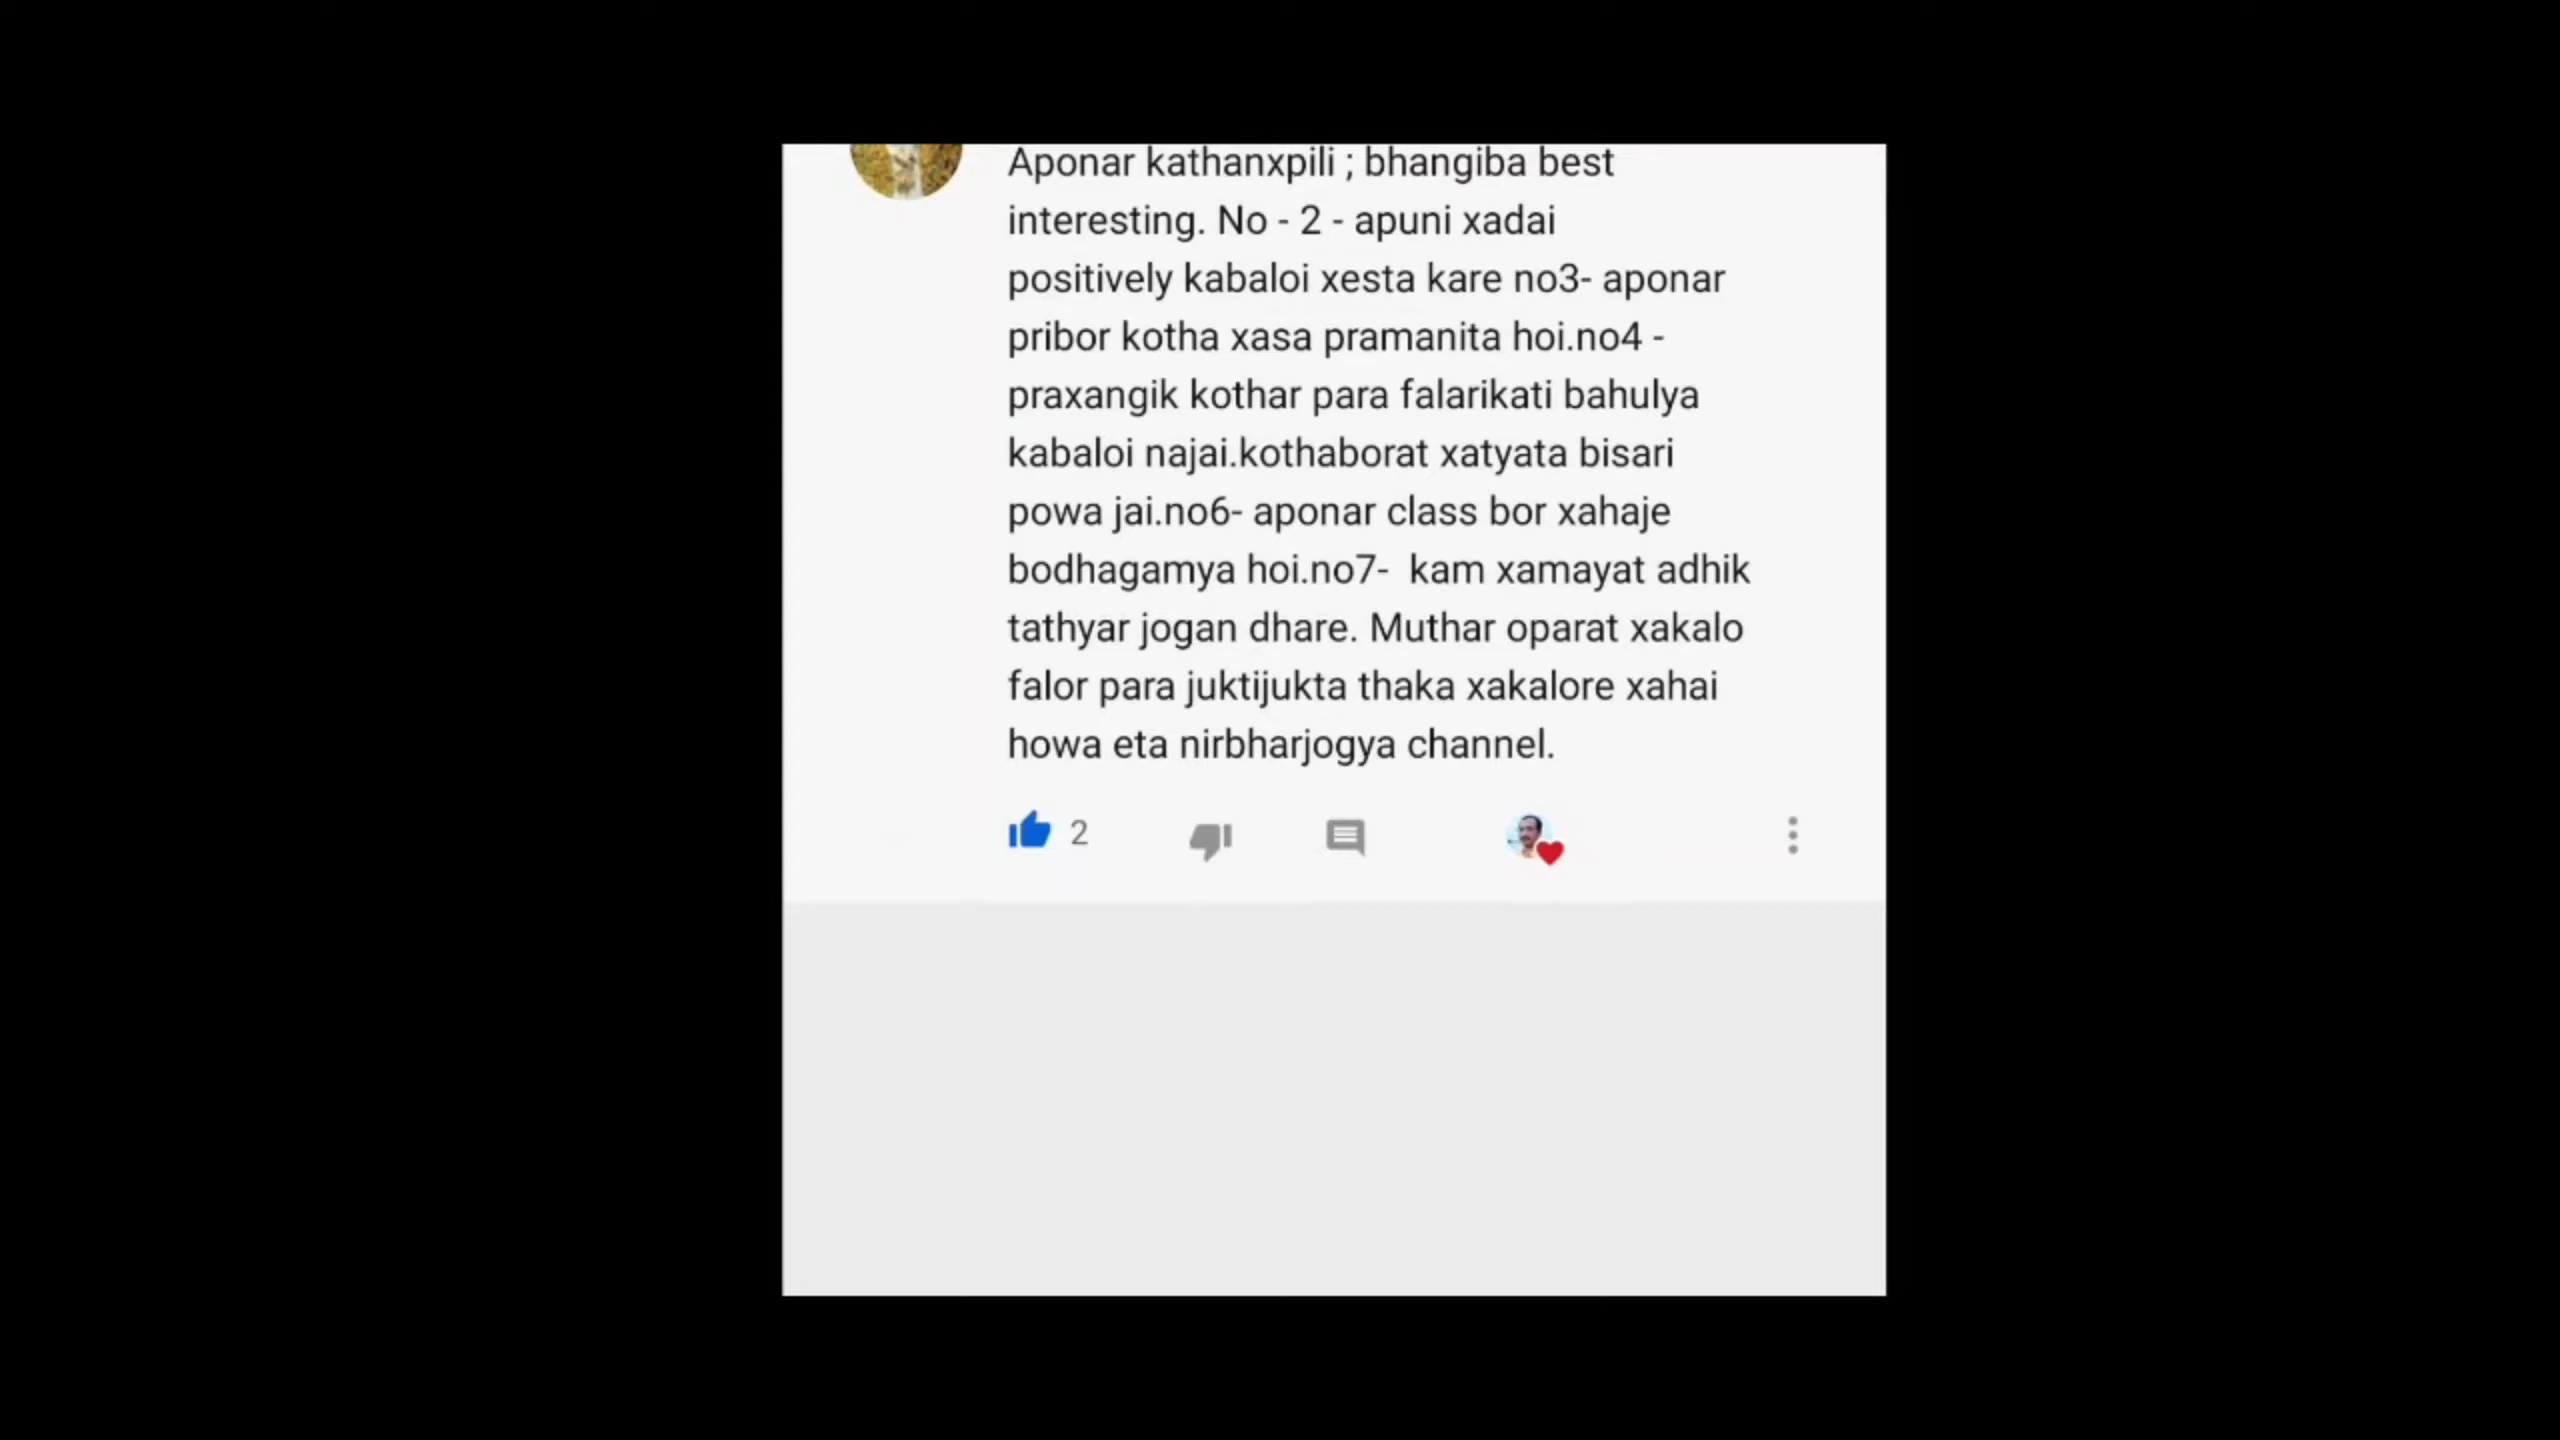 Aponar kathanxpili ; bhangiba best
interesting. No - 2 - apuni xadai
positively kabaloi xesta kare no3- aponar
pribor kotha xasa pramanita hoi.no4 -
praxangik kothar para falarikati bahulya
kabaloi najai.kothaborat xatyata bisari
powa jai.no6- aponar class bor xahaje
bodhagamya hoi.no7-  kam xamayat adhik
tathyar jogan dhare. Muthar oparat xakalo
falor para juktijukta thaka xakalore xahai
howa eta nirbharjogya channel.
2